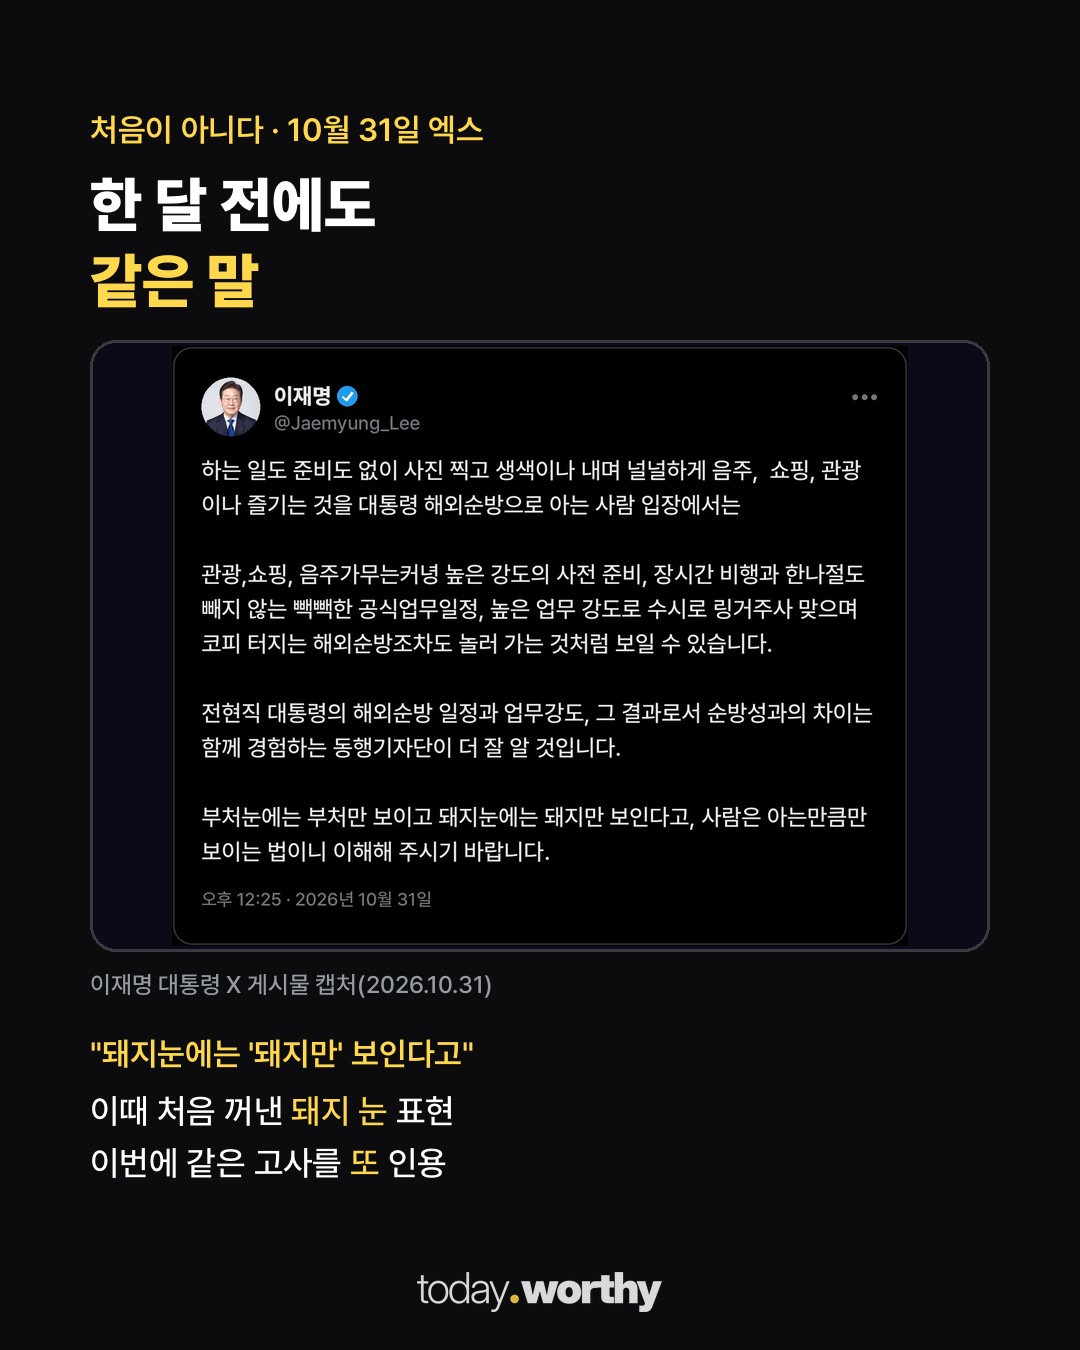 처음이 아니다 · 10월 31일 엑스
한 달 전에도
같은 말
이재명
@Jaemyung_Lee
하는 일도 준비도 없이 사진 찍고 생색이나 내며 널널하게 음주,  쇼핑, 관광
이나 즐기는 것을 대통령 해외순방으로 아는 사람 입장에서는
관광,쇼핑, 음주가무는커녕 높은 강도의 사전 준비, 장시간 비행과 한나절도
빼지 않는 빽빽한 공식업무일정, 높은 업무 강도로 수시로 링거주사 맞으며
코피 터지는 해외순방조차도 놀러 가는 것처럼 보일 수 있습니다.
전현직 대통령의 해외순방 일정과 업무강도, 그 결과로서 순방성과의 차이는
함께 경험하는 동행기자단이 더 잘 알 것입니다.
부처눈에는 부처만 보이고 돼지눈에는 돼지만 보인다고, 사람은 아는만큼만
보이는 법이니 이해해 주시기 바랍니다.
오후 12:25 · 2026년 10월 31일
이재명 대통령 X 게시물 캡처(2026.10.31)
"돼지눈에는 '돼지만' 보인다고"
이때 처음 꺼낸 돼지 눈 표현
이번에 같은 고사를 또 인용
today.worthy